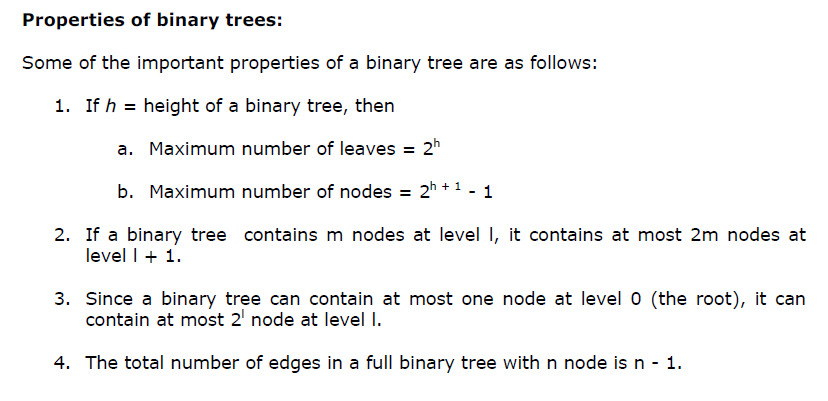 Properties of binary trees:
Some of the important properties of a binary tree are as follows:
1. If h = height of a binary tree, then
a. Maximum number of leaves = 2ʰ
b. Maximum number of nodes = 2ʰ ⁺ ¹ - 1
2. If a binary tree contains m nodes at level l, it contains at most 2m nodes at
level l + 1.
3. Since a binary tree can contain at most one node at level 0 (the root), it can
contain at most 2ˡ node at level l.
4. The total number of edges in a full binary tree with n node is n - 1.